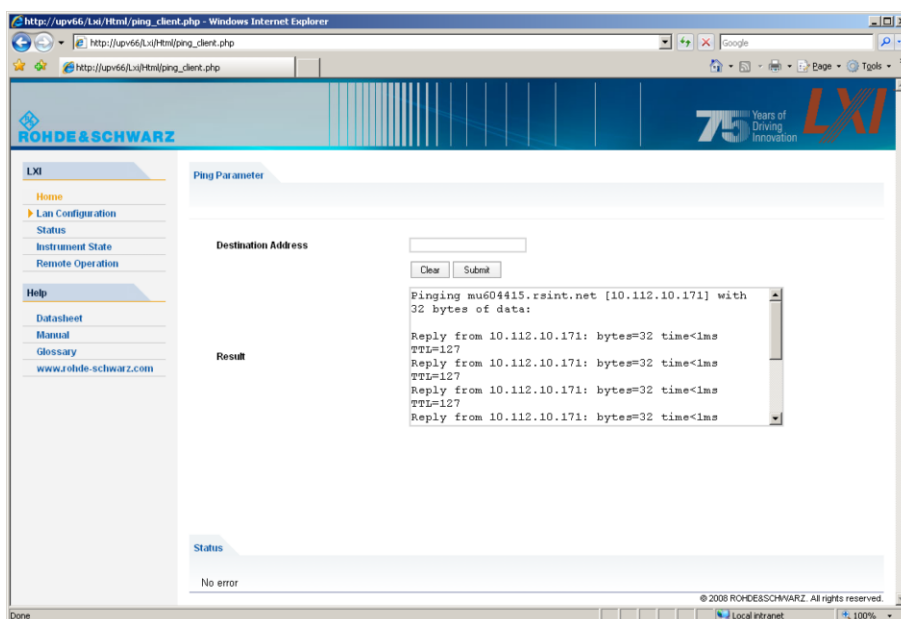 http://upv66/Lxi/Html/ping_client.php - Windows Internet Explorer
http://upv66/Lxi/Html/ping_client.php
Google
http://upv66/Lxi/Html/ping_client.php
Page
Tools
ROHDE&SCHWARZ
75 Years of
Driving
Innovation
LXI
LXI
Home
Lan Configuration
Status
Instrument State
Remote Operation
Help
Datasheet
Manual
Glossary
www.rohde-schwarz.com
Ping Parameter
Destination Address
Clear
Submit
Result
Pinging mu604415.rsint.net [10.112.10.171] with
32 bytes of data:
Reply from 10.112.10.171: bytes=32 time<1ms
TTL=127
Reply from 10.112.10.171: bytes=32 time<1ms
TTL=127
Reply from 10.112.10.171: bytes=32 time<1ms
TTL=127
Reply from 10.112.10.171: bytes=32 time<1ms
Status
No error
© 2008 ROHDE&SCHWARZ. All rights reserved.
Done
Local intranet
100%